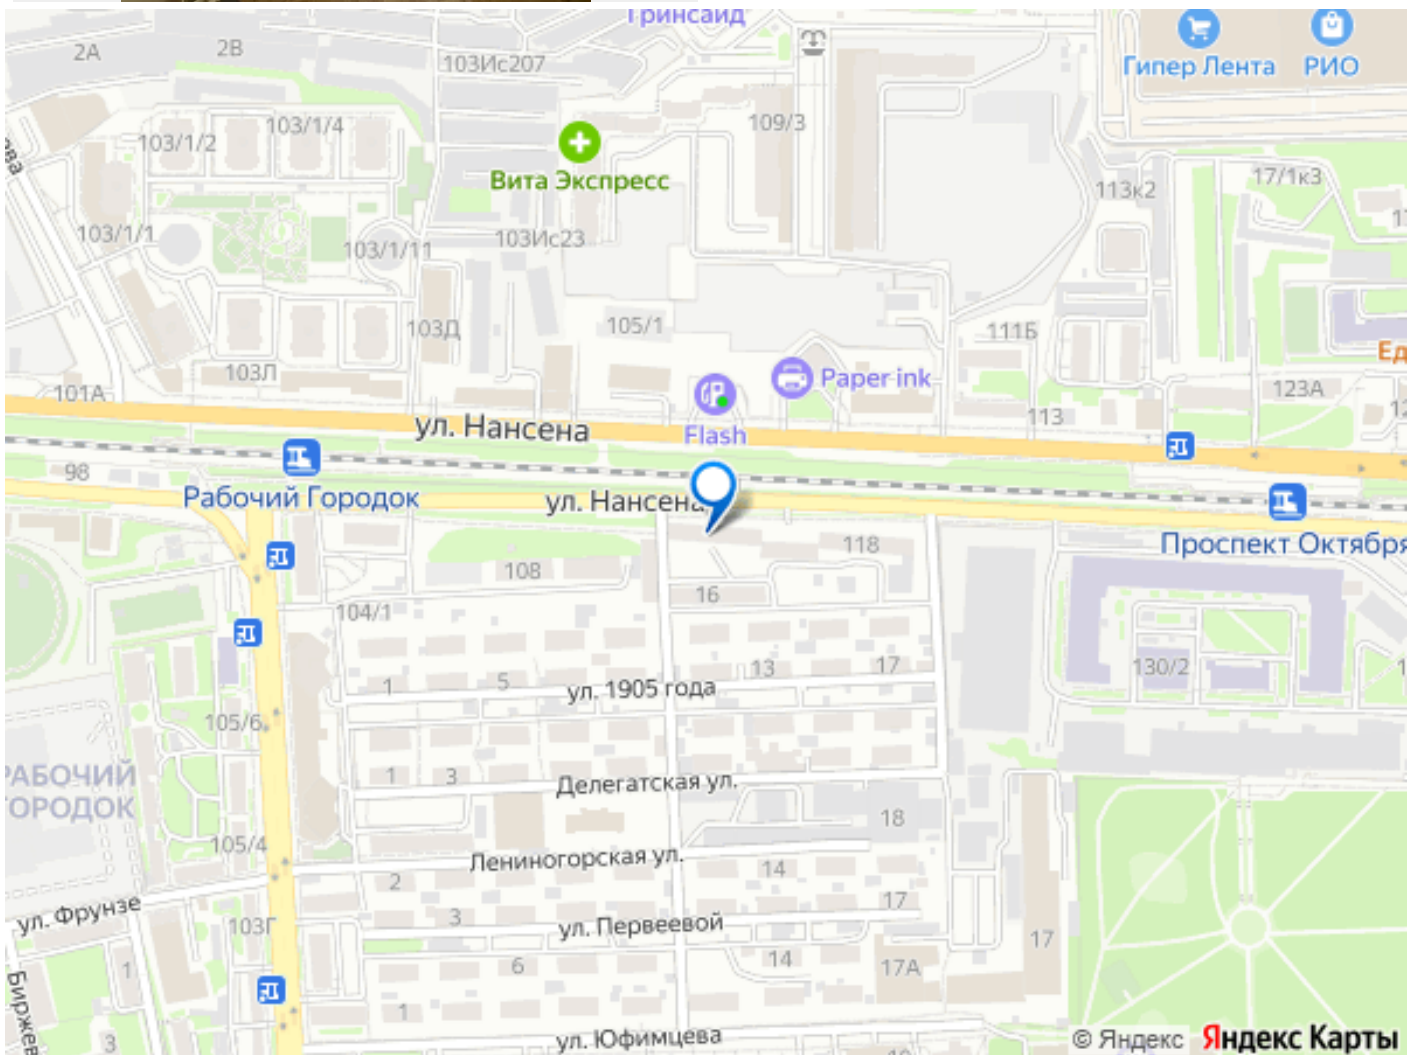 Гринсайд
2А
2В
103Ис207
Гипер Лента
РИО
103/1/2
103/1/4
109/3
Вита Экспресс
113к2
17/1к3
103/1/1
103/1/11
103Ис23
103Д
105/1
111Б
103Л
Paper ink
123А
101А
113
ул. Нансена
Flash
98
Рабочий Городок
ул. Нансена
118
Проспект Октября
108
16
104/1
1
5
ул. 1905 года
13
17
130/2
105/6
РАБОЧИЙ
ГОРОДОК
1
3
Делегатская ул.
18
105/4
Лениногорская ул.
2
14
ул. Фрунзе
103Г
3
ул. Первеевой
17
17
1
6
14
17А
1
3
ул. Юфимцева
© Яндекс Яндекс Карты